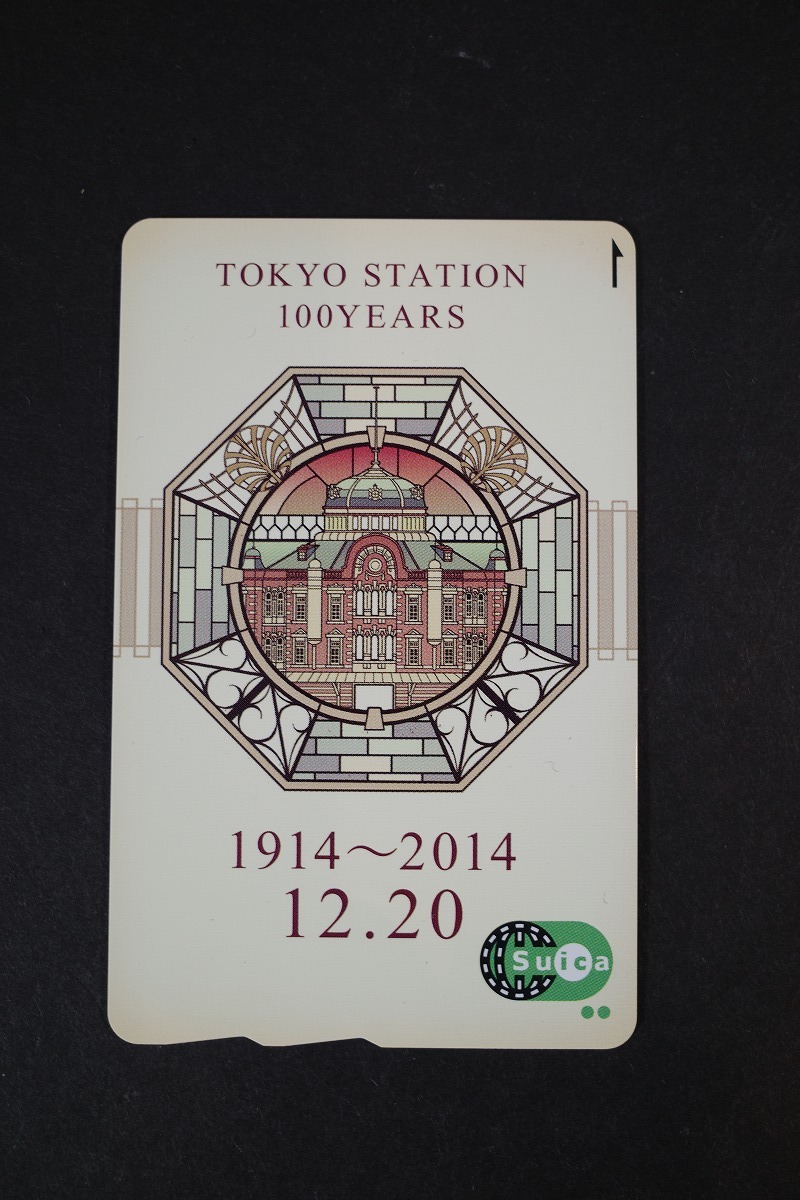 TOKYO STATION
100YEARS
1914～2014
12.20
Suica